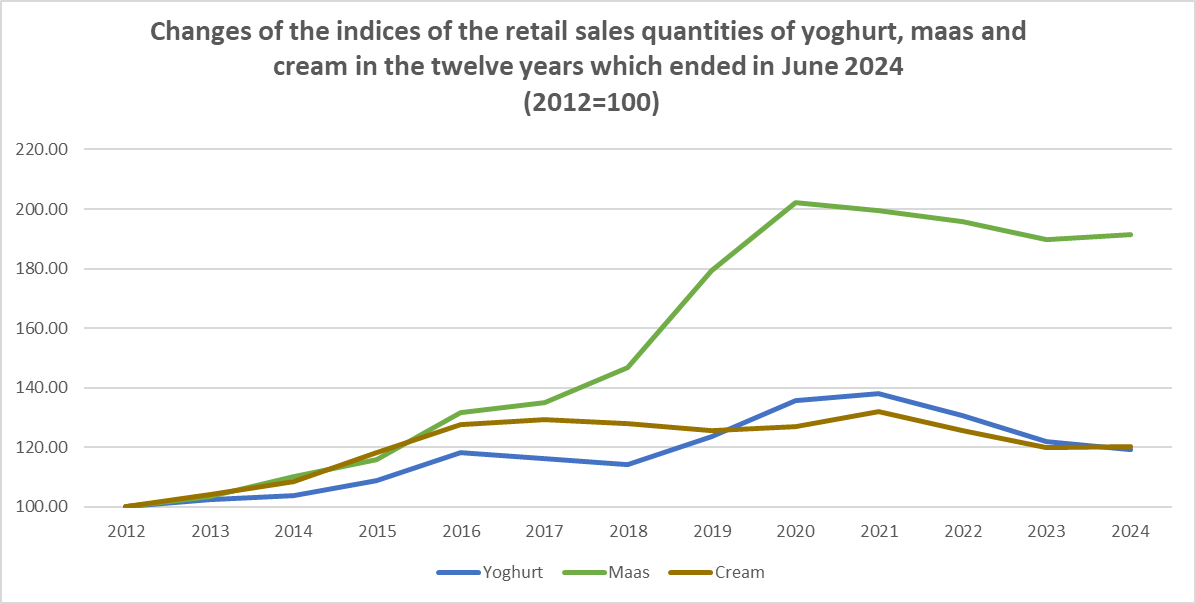 Changes of the indices of the retail sales quantities of yoghurt, maas and
cream in the twelve years which ended in June 2024
(2012=100)
220.00
200.00
180.00
160.00
140.00
120.00
100.00
2012 2013 2014 2015 2016 2017 2018 2019 2020 2021 2022 2023 2024
Yoghurt Maas Cream